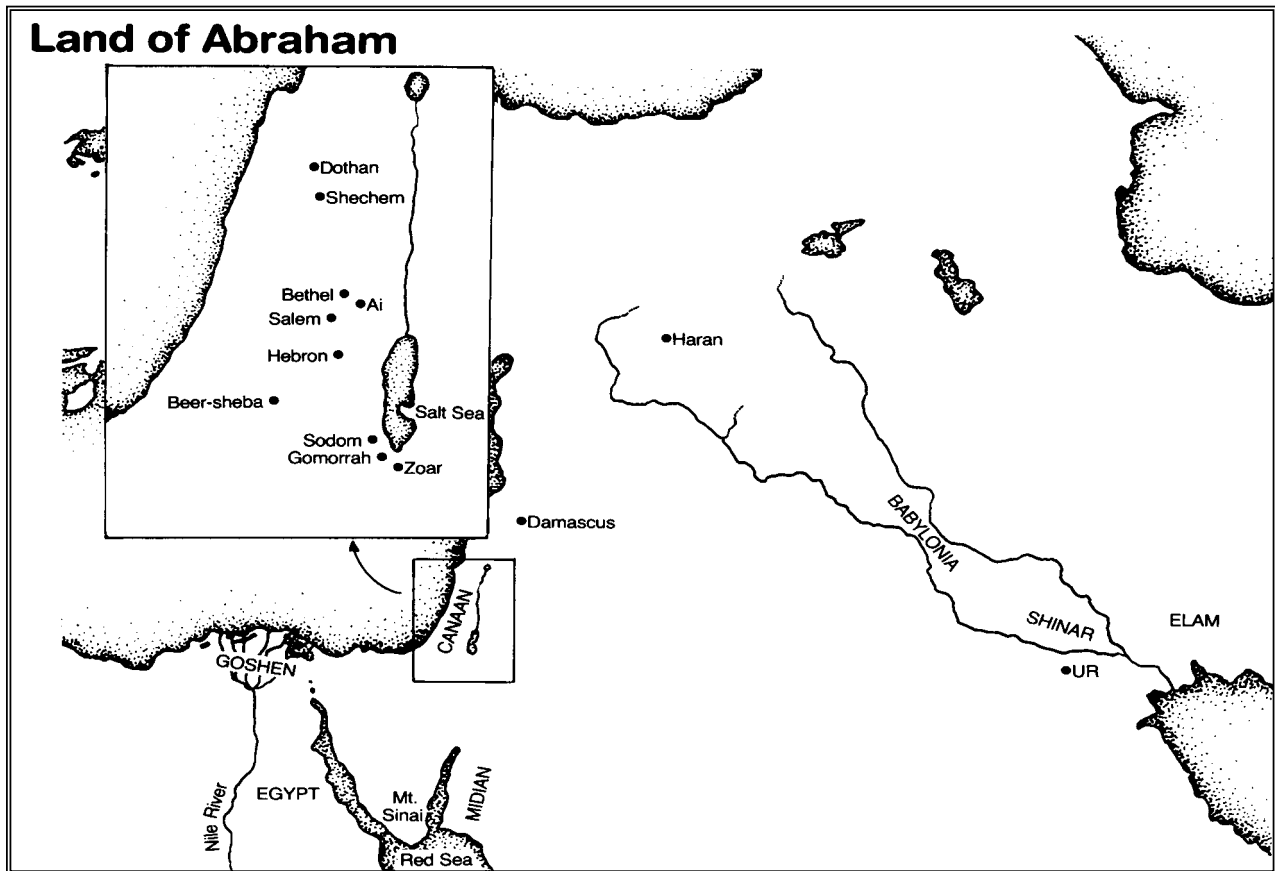 Land of Abraham
Dothan
Shechem
Bethel
Ai
Salem
Hebron
Beer-sheba
Salt Sea
Sodom
Gomorrah
Zoar
Haran
Damascus
BABYLONIA
CANAAN
SHINAR
ELAM
UR
GOSHEN
Nile River
EGYPT
Mt.
Sinai
MIDIAN
Red Sea